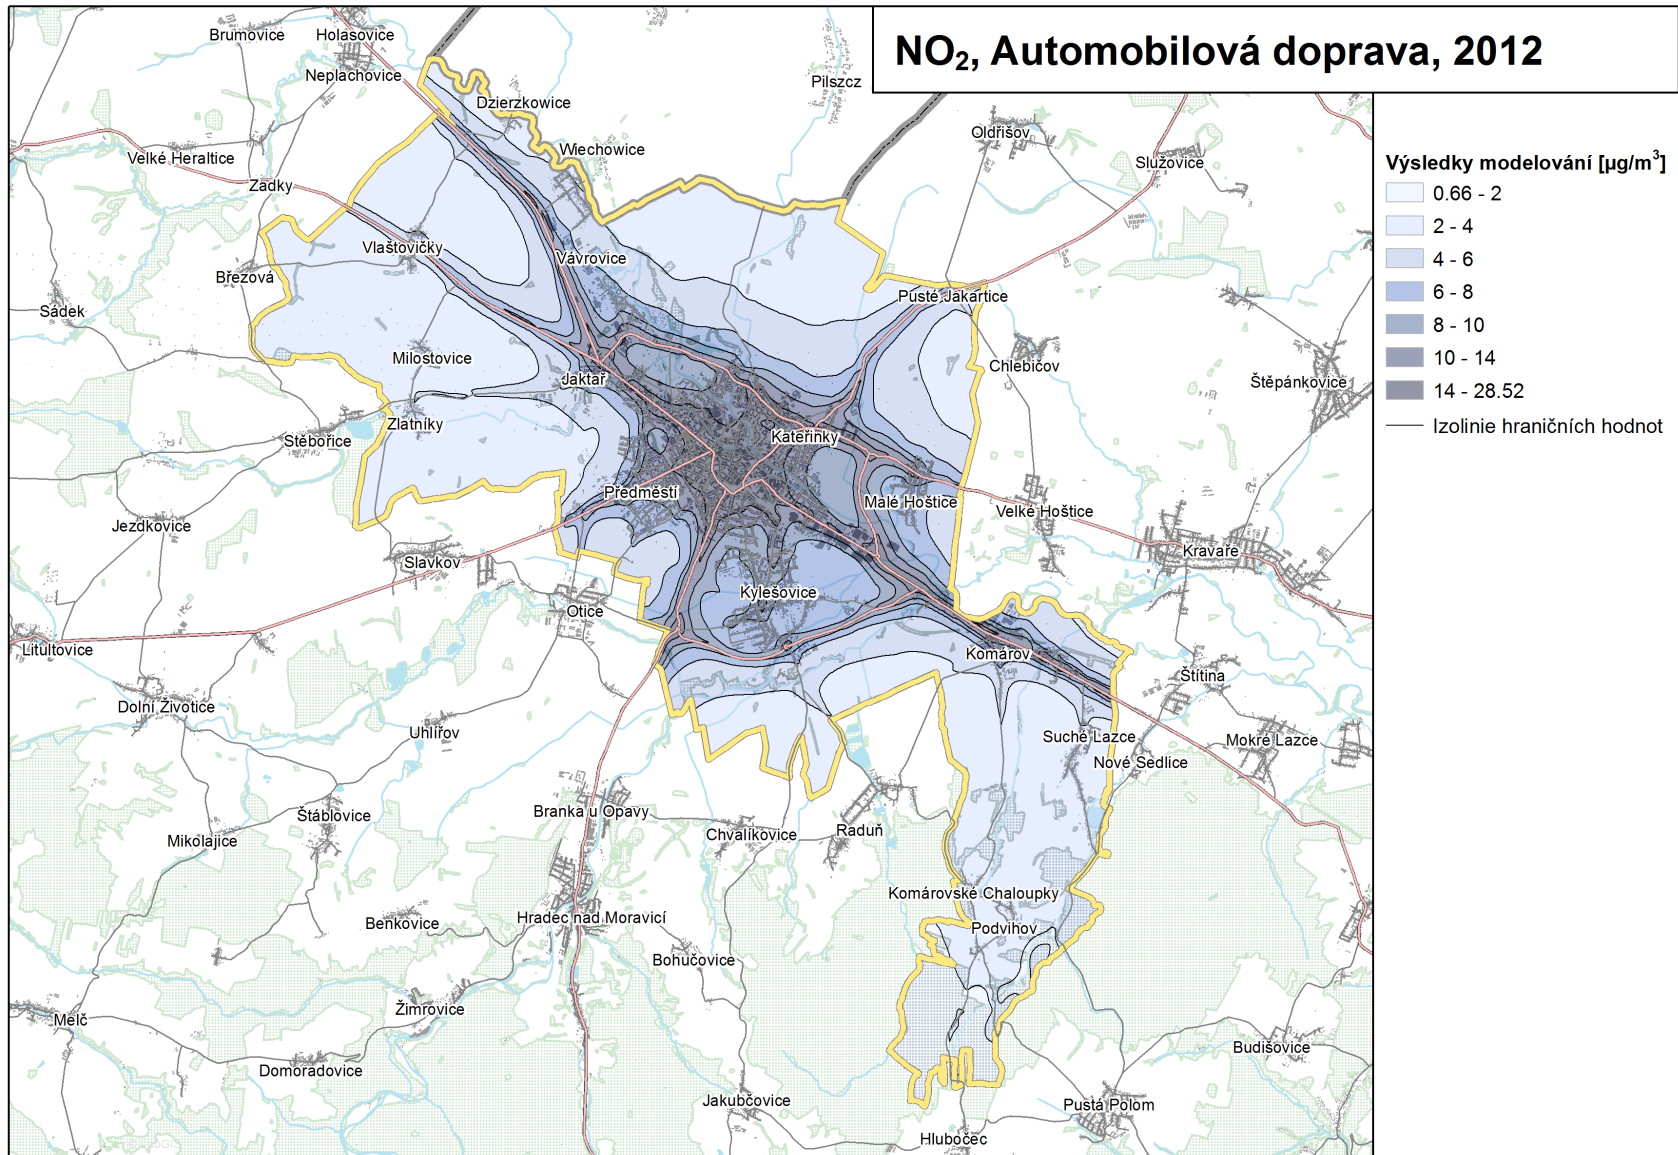 NO₂, Automobilová doprava, 2012
Výsledky modelování [µg/m³]
0.66 - 2
2 - 4
4 - 6
6 - 8
8 - 10
10 - 14
14 - 28.52
Izolinie hraničních hodnot
Brumovice
Holasovice
Neplachovice
Pilszcz
Dzierzkowice
Oldřišov
Wiechowice
Velké Heraltice
Služovice
Zadky
Vlaštovičky
Vávrovice
Březová
Pusté Jakartice
Sádek
Milostovice
Chlebičov
Jaktař
Štěpánkovice
Zlatníky
Kateřinky
Stěbořice
Předměstí
Malé Hoštice
Velké Hoštice
Jezdkovice
Kravaře
Slavkov
Kylešovice
Otice
Litultovice
Komárov
Štítina
Dolní Životice
Uhlířov
Suché Lazce
Mokré Lazce
Nové Sedlice
Branka u Opavy
Štáblovice
Chvalíkovice
Raduň
Mikolajice
Komárovské Chaloupky
Benkovice
Hradec nad Moravicí
Podvihov
Bohučovice
Žimrovice
Melč
Budišovice
Domoradovice
Jakubčovice
Pustá Polom
Hlubočec